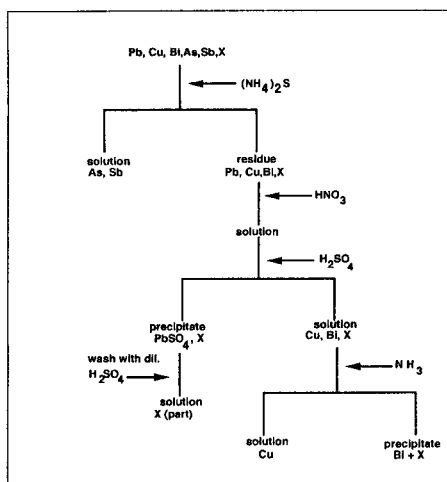 Pb, Cu, Bi,As,Sb,X
(NH₄)₂S
solution
As, Sb
residue
Pb, Cu,Bi,X
HNO₃
solution
H₂SO₄
precipitate
PbSO₄, X
solution
Cu, Bi, X
wash with dil.
H₂SO₄
NH₃
solution
X (part)
solution
Cu
precipitate
Bi + X